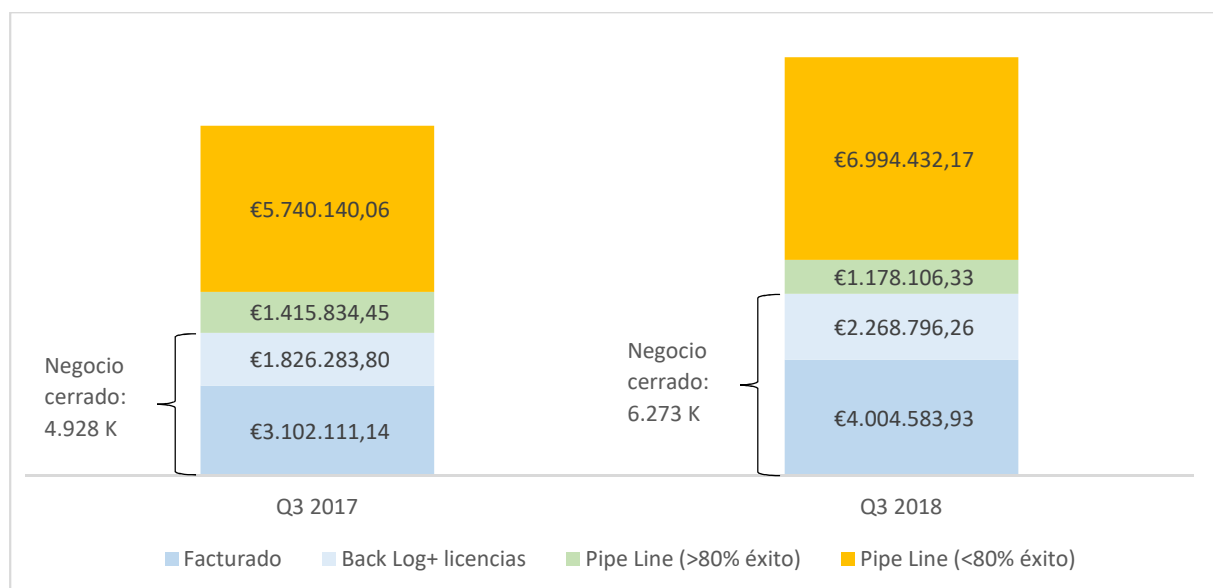 €6.994.432,17
€5.740.140,06
€1.178.106,33
€1.415.834,45
€2.268.796,26
€1.826.283,80
Negocio
cerrado:
6.273 K
Negocio
cerrado:
4.928 K
€4.004.583,93
€3.102.111,14
Q3 2017
Q3 2018
Facturado
Back Log+ licencias
Pipe Line (>80% éxito)
Pipe Line (<80% éxito)